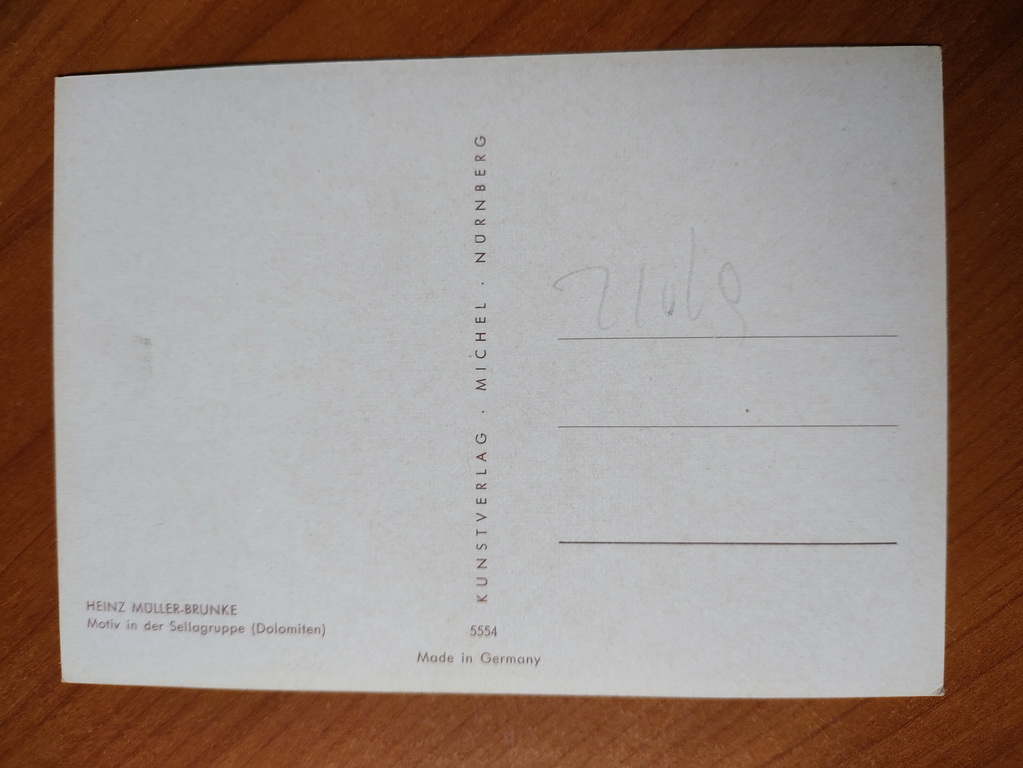 HEINZ MÜLLER-BRUNKE
Motiv in der Sellagruppe (Dolomiten)
KUNSTVERLAG · MICHEL · NÜRNBERG
5554
Made in Germany